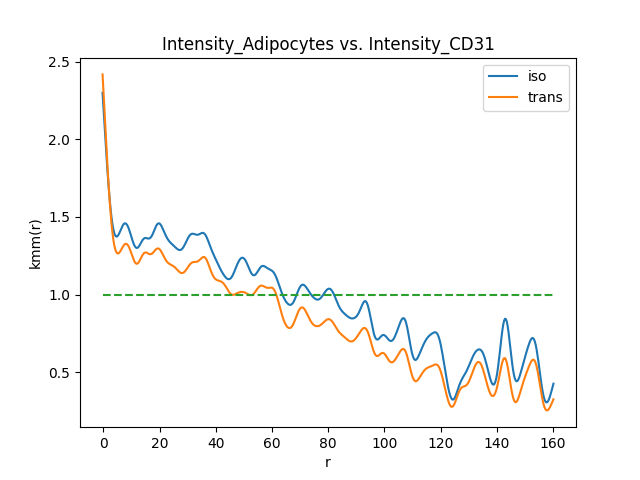 Intensity_Adipocytes vs. Intensity_CD31
iso
trans
kmm(r)
2.5
2.0
1.5
1.0
0.5
0 20 40 60 80 100 120 140 160
r